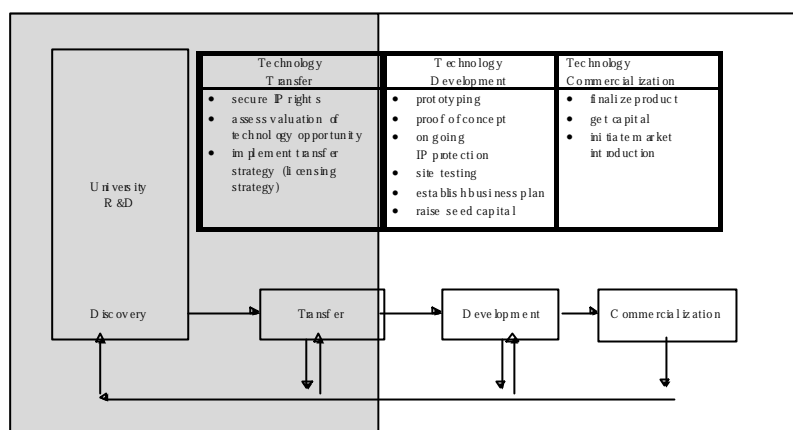 University
R&D
Discovery
Technology
Transfer
• secure IP rights
• assess valuation of
technology opportunity
• implement transfer
strategy (licensing
strategy)
Technology
Development
• prototyping
• proof of concept
• on going
IP protection
• site testing
• establish business plan
• raise seed capital
Technology
Commercialization
• finalize product
• get capital
• initiate market
introduction
Transfer
Development
Commercialization